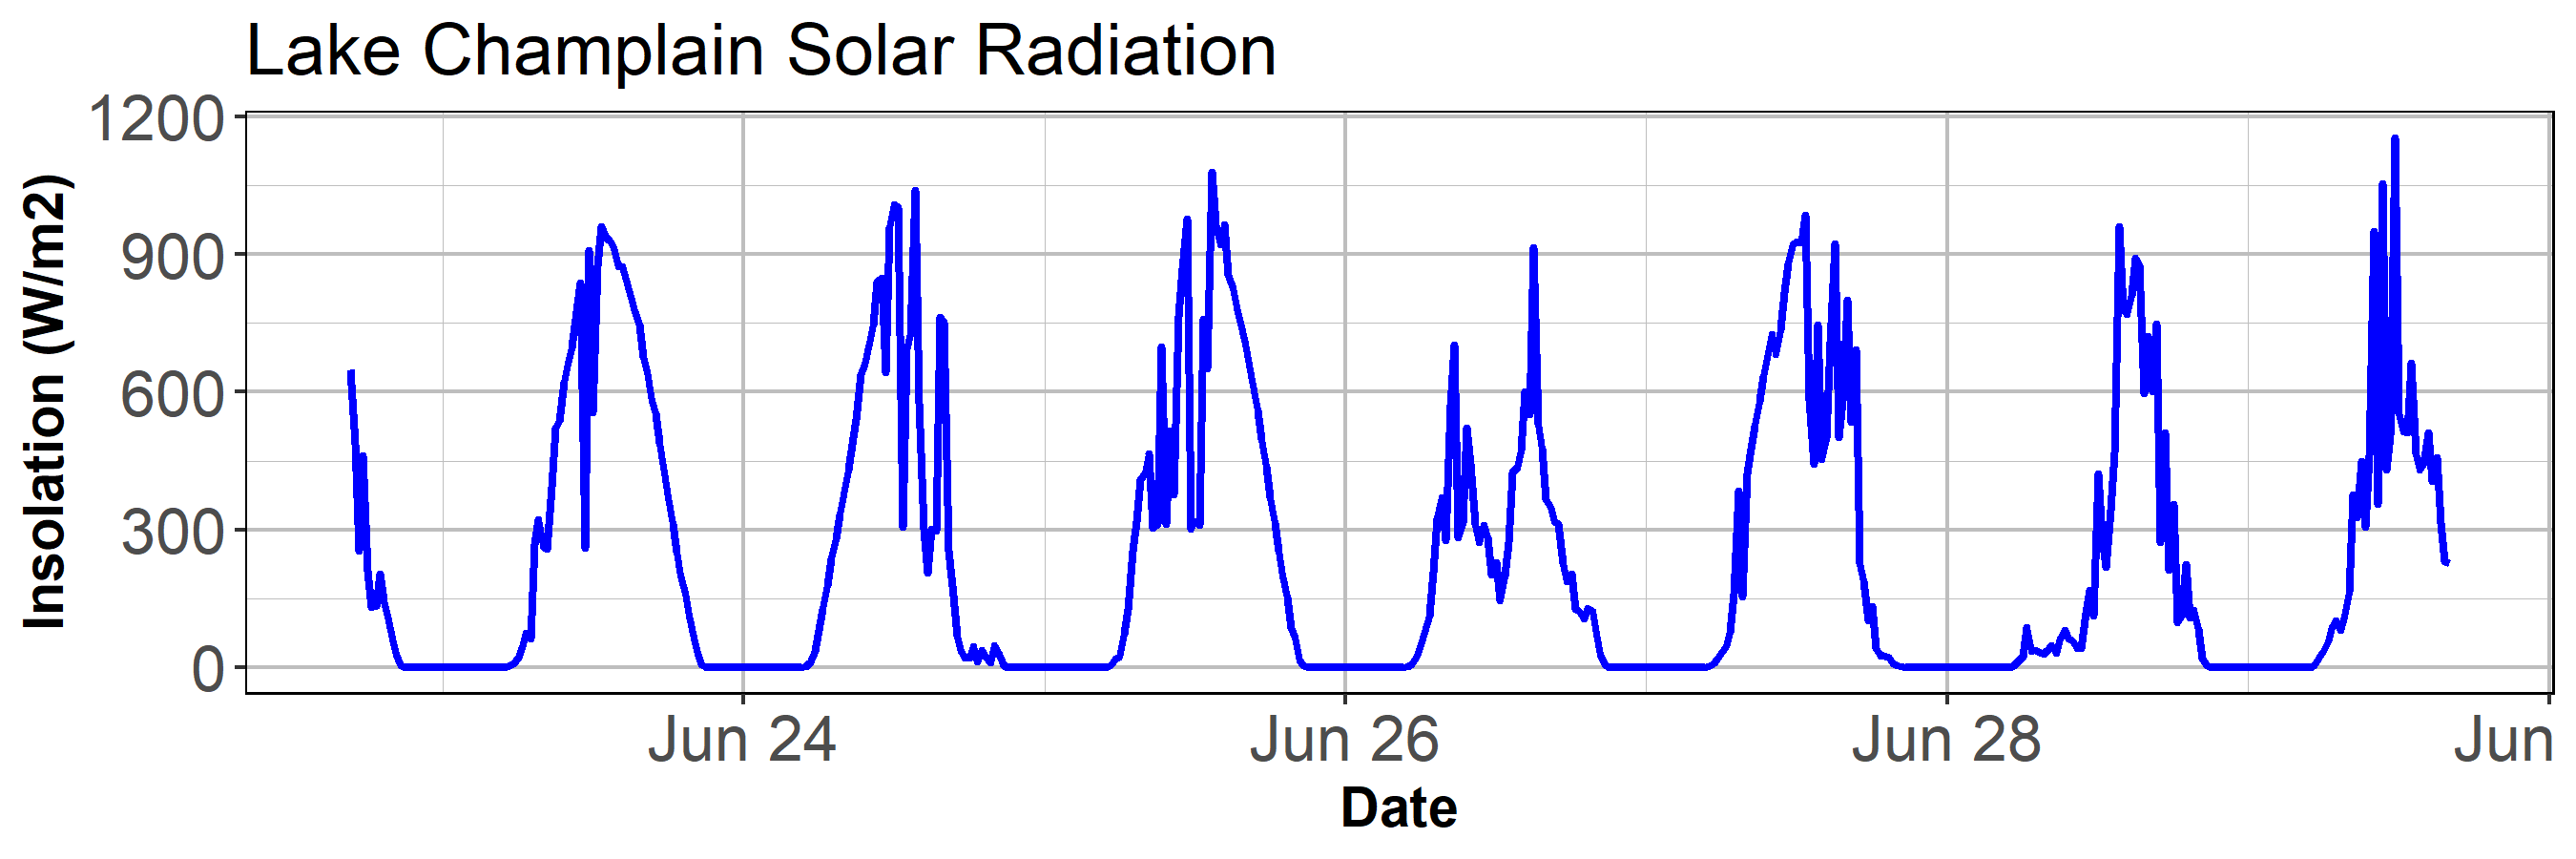 Lake Champlain Solar Radiation
1200
900
600
300
0
Insolation (W/m2)
Jun 24
Jun 26
Jun 28
Jun
Date